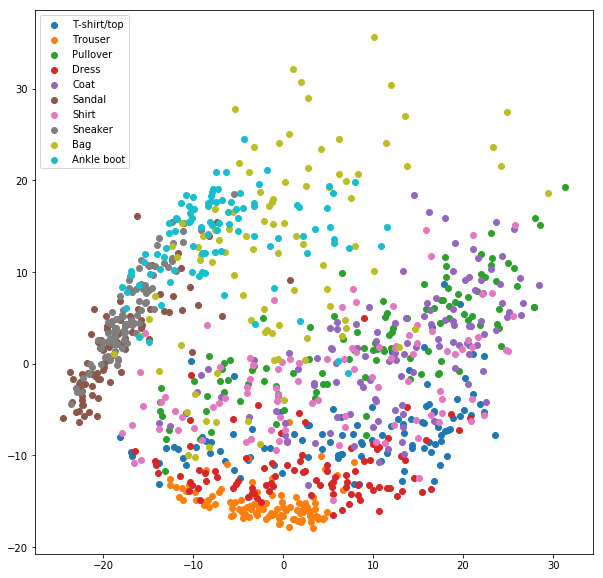 T-shirt/top
Trouser
Pullover
Dress
Coat
Sandal
Shirt
Sneaker
Bag
Ankle boot
30
20
10
0
−10
−20
−20 −10 0 10 20 30